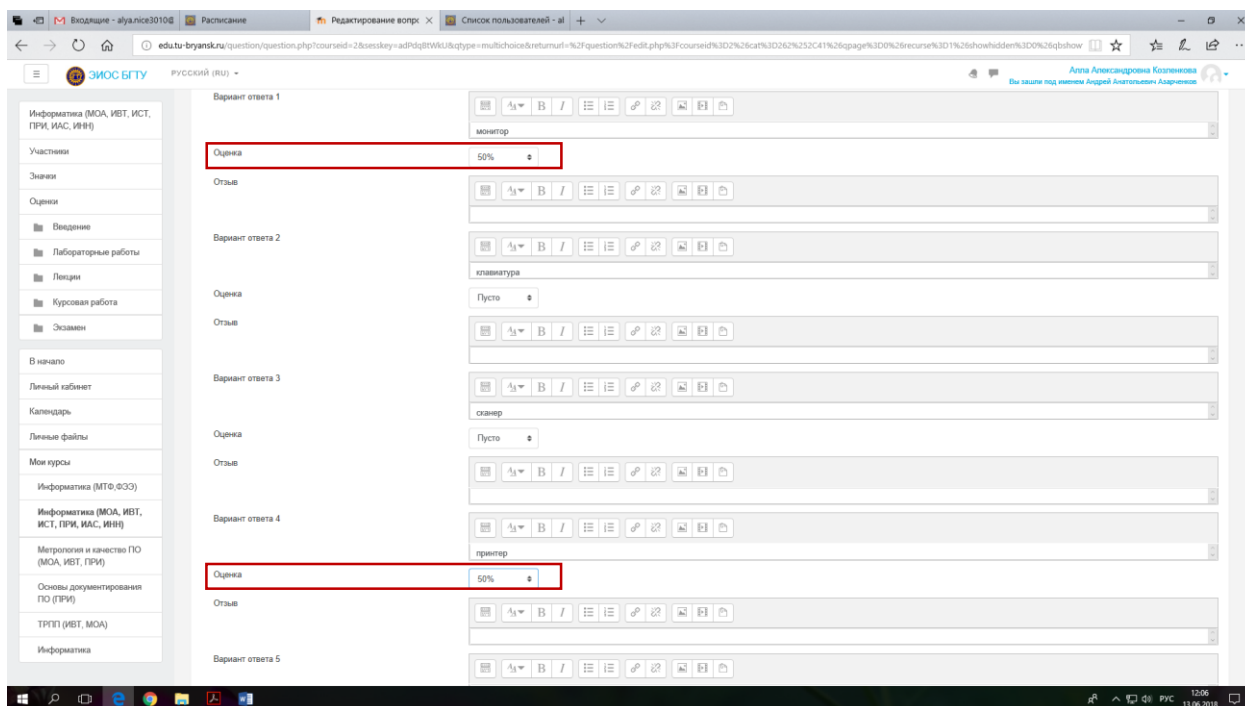 Входящие - alya.nice3010@
Расписание
Редактирование вопрс
Список пользователей - al
edu.tu-bryansk.ru/question/question.php?courseid=2&sesskey=adPdqBtWkU&qtype=multichoice&returnurl=%2Fquestion%2Fedit.php%3Fcourseid%3D2%26cat%3D262%252C41%26qpage%3D0%26recurse%3D1%26showhidden%3D0%26qbshow
ЭИОС БГТУ
РУССКИЙ (RU)
Алла Александровна Козленкова
Вы зашли под именем Андрей Анатольевич Азарченков
Информатика (МОА, ИВТ, ИСТ,
ПРИ, ИАС, ИНН)
Участники
Значки
Оценки
Введение
Лабораторные работы
Лекции
Курсовая работа
Экзамен
В начало
Личный кабинет
Календарь
Личные файлы
Мои курсы
Информатика (МТФ,ФЭЭ)
Информатика (МОА, ИВТ,
ИСТ, ПРИ, ИАС, ИНН)
Метрология и качество ПО
(МОА, ИВТ, ПРИ)
Основы документирования
ПО (ПРИ)
ТРПП (ИВТ, МОА)
Информатика
Вариант ответа 1
монитор
Оценка
50%
Отзыв
Вариант ответа 2
клавиатура
Оценка
Пусто
Отзыв
Вариант ответа 3
сканер
Оценка
Пусто
Отзыв
Вариант ответа 4
принтер
Оценка
50%
Отзыв
Вариант ответа 5
РУС
12:06
13.06.2018